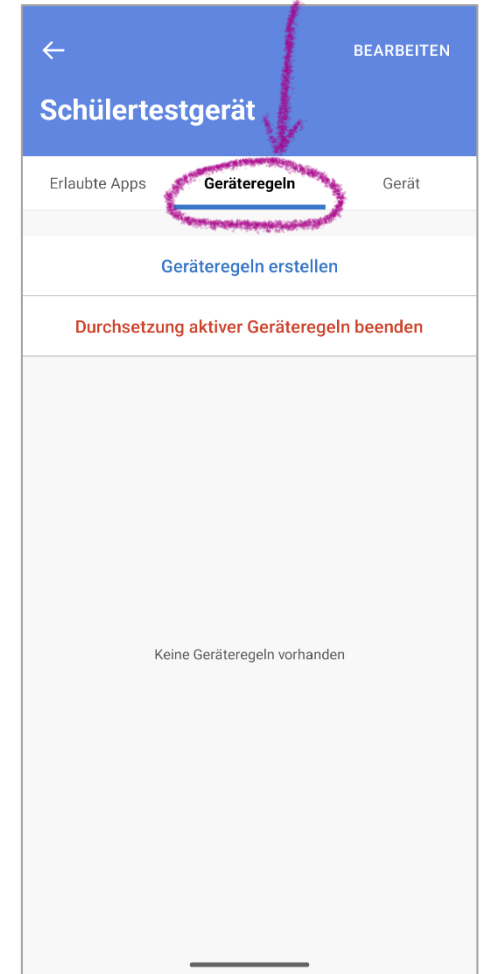 BEARBEITEN
Schülertestgerät
Erlaubte Apps Geräteregeln Gerät
Geräteregeln erstellen
Durchsetzung aktiver Geräteregeln beenden
Keine Geräteregeln vorhanden